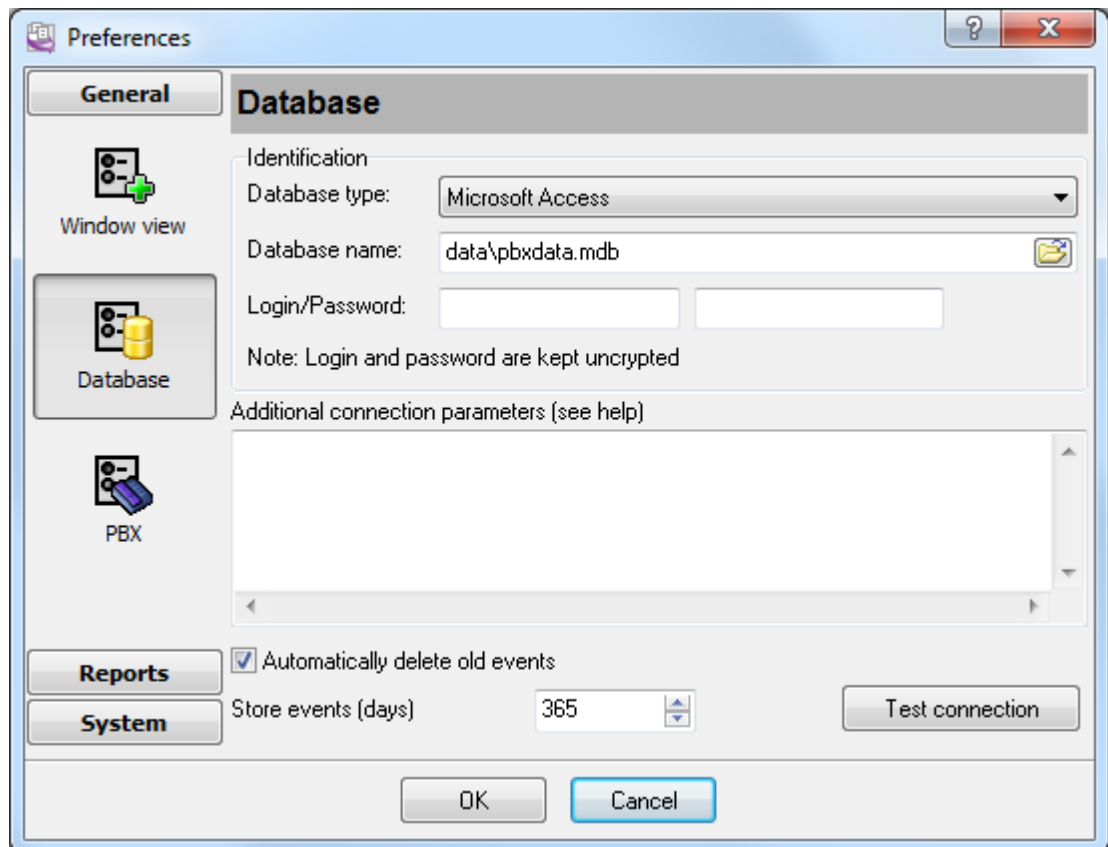 Preferences
General
Database
Identification
Database type:
Microsoft Access
Window view
Database name:
data\pbxdata.mdb
Login/Password:
Note: Login and password are kept uncrypted
Database
Additional connection parameters (see help)
PBX
Reports
Automatically delete old events
System
Store events (days)
365
Test connection
OK
Cancel